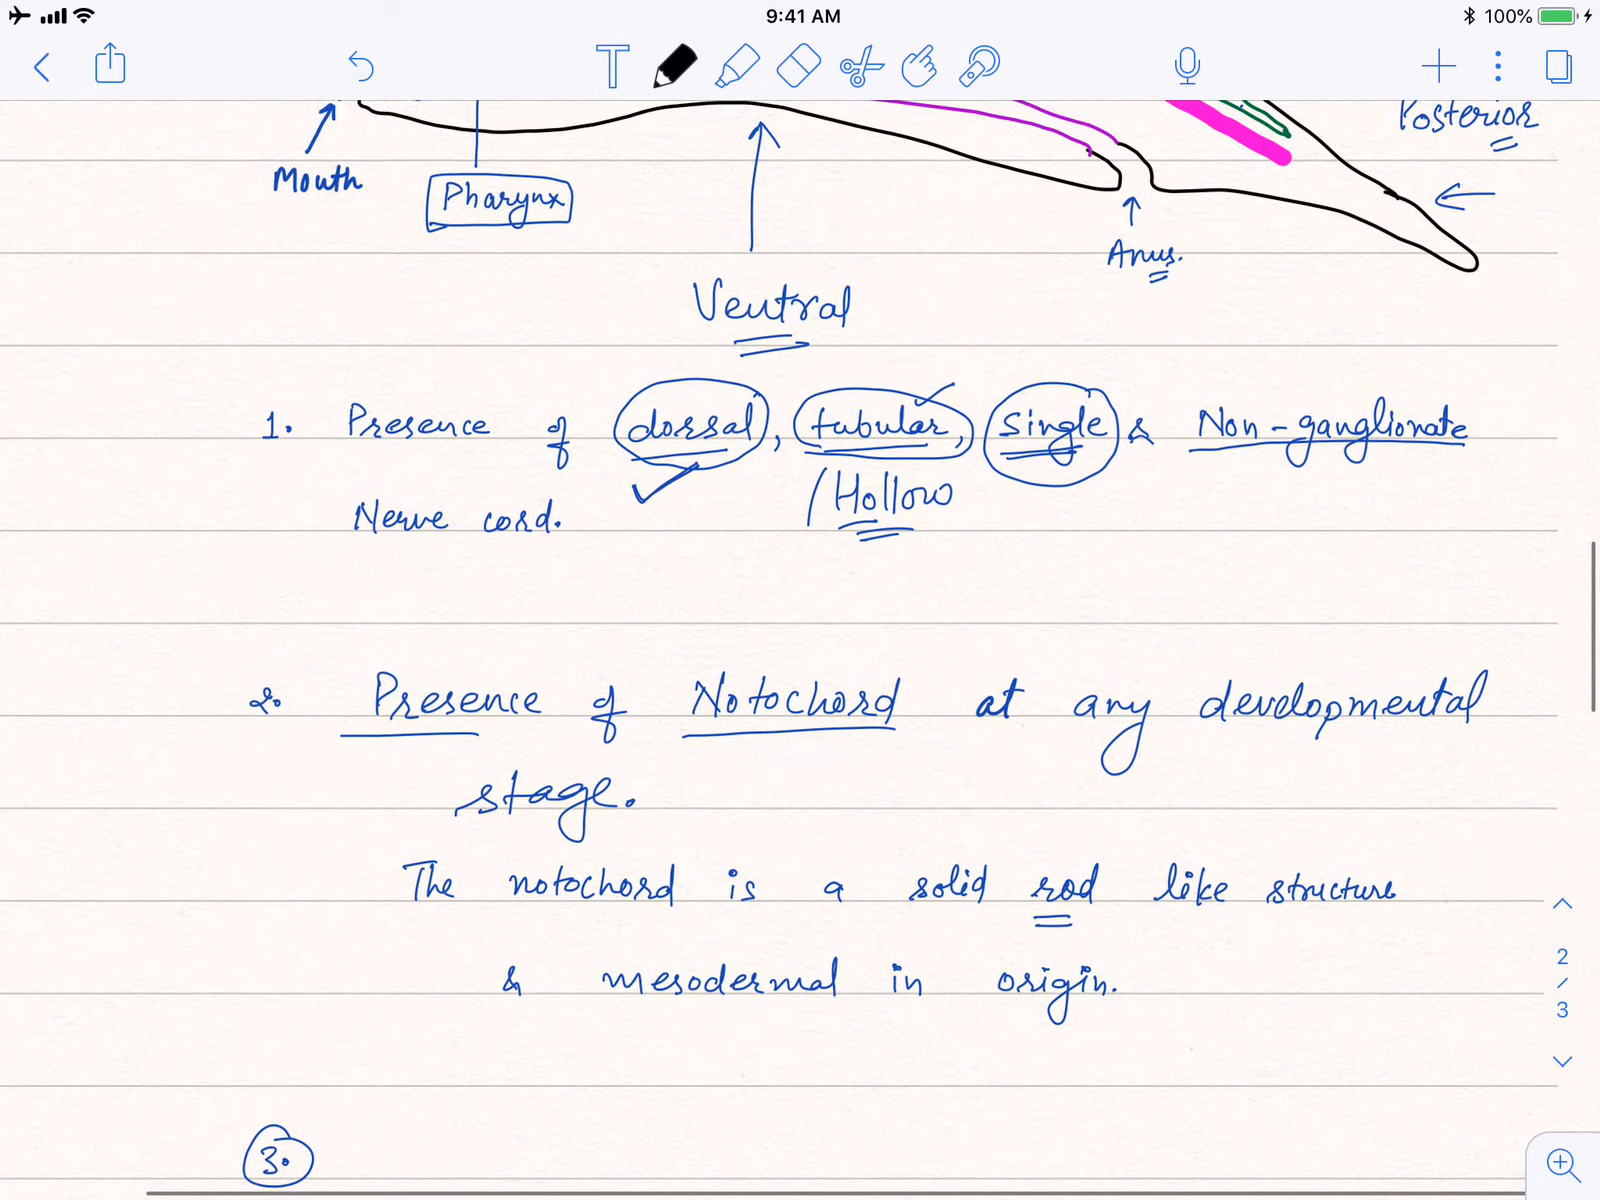 9:41 AM
100%
Posterior
Mouth
Pharynx
Anus.
Ventral
1. Presence of dorsal, tubular, single & Non-ganglionate
/Hollow
Nerve cord.
2. Presence of Notochord at any developmental
stage.
The notochord is a solid rod like structure
& mesodermal in origin.
2
/
3
3.